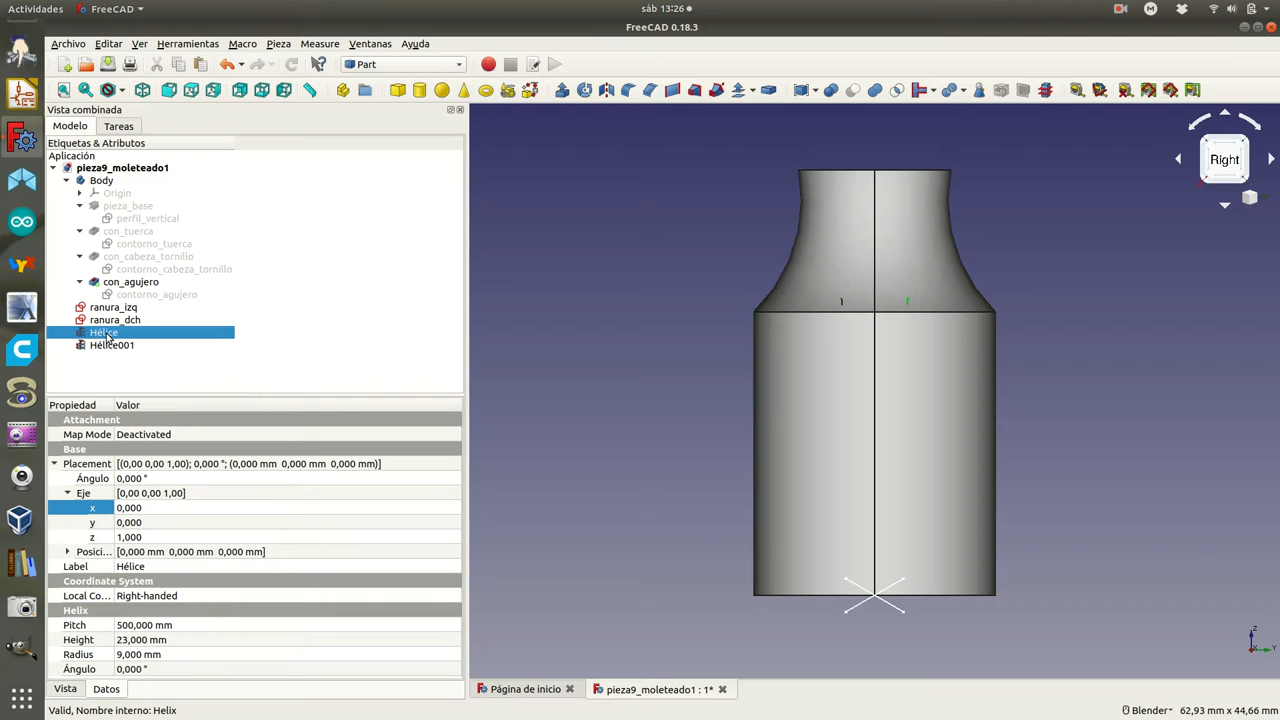 Actividades FreeCAD sáb 13:26
FreeCAD 0.18.3
Archivo Editar Ver Herramientas Macro Pieza Measure Ventanas Ayuda
Part
Vista combinada
Modelo Tareas
Etiquetas & Atributos
Aplicación
pieza9_moleteado1
Body
Origin
pieza_base
perfil_vertical
con_tuerca
contorno_tuerca
con_cabeza_tornillo
contorno_cabeza_tornillo
con_agujero
contorno_agujero
ranura_izq
ranura_dch
Hélice
Hélice001
Right
Propiedad Valor
Attachment
Map Mode Deactivated
Base
Placement [(0,00 0,00 1,00); 0,000 °; (0,000 mm 0,000 mm 0,000 mm)]
Ángulo 0,000 °
Eje [0,00 0,00 1,00]
x 0,000
y 0,000
z 1,000
Posici... [0,000 mm 0,000 mm 0,000 mm]
Label Hélice
Coordinate System
Local Co... Right-handed
Helix
Pitch 500,000 mm
Height 23,000 mm
Radius 9,000 mm
Ángulo 0,000 °
Vista Datos
Página de inicio pieza9_moleteado1 : 1*
Valid, Nombre interno: Helix
Blender 62,93 mm x 44,66 mm